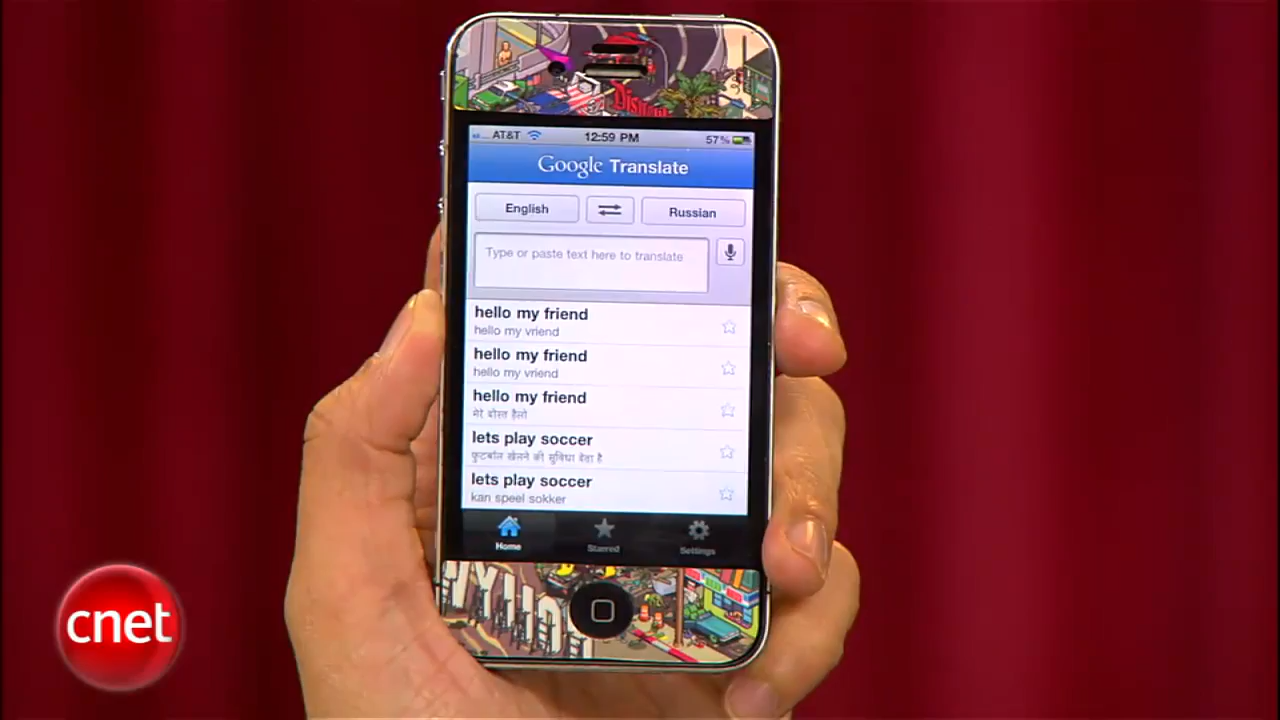 AT&T 12:59 PM 57%
Google Translate
English Russian
Type or paste text here to translate
hello my friend
hello my vriend
hello my friend
hello my vriend
hello my friend
मेरे दोस्त हैलो
lets play soccer
फुटबॉल खेलने की सुविधा देता है
lets play soccer
kan speel sokker
Home Starred Settings
cnet